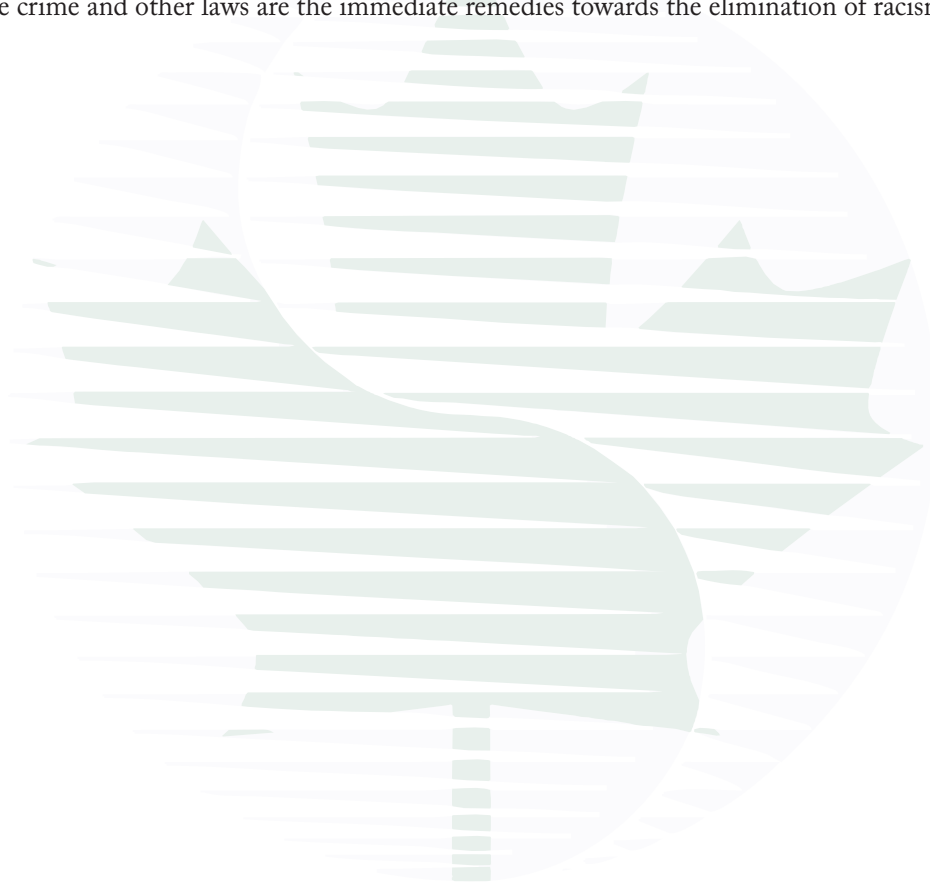 e crime and other laws are the immediate remedies towards the elimination of